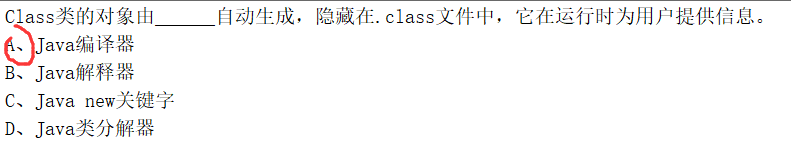 Class类的对象由______自动生成，隐藏在.class文件中，它在运行时为用户提供信息。
A、Java编译器
B、Java解释器
C、Java new关键字
D、Java类分解器